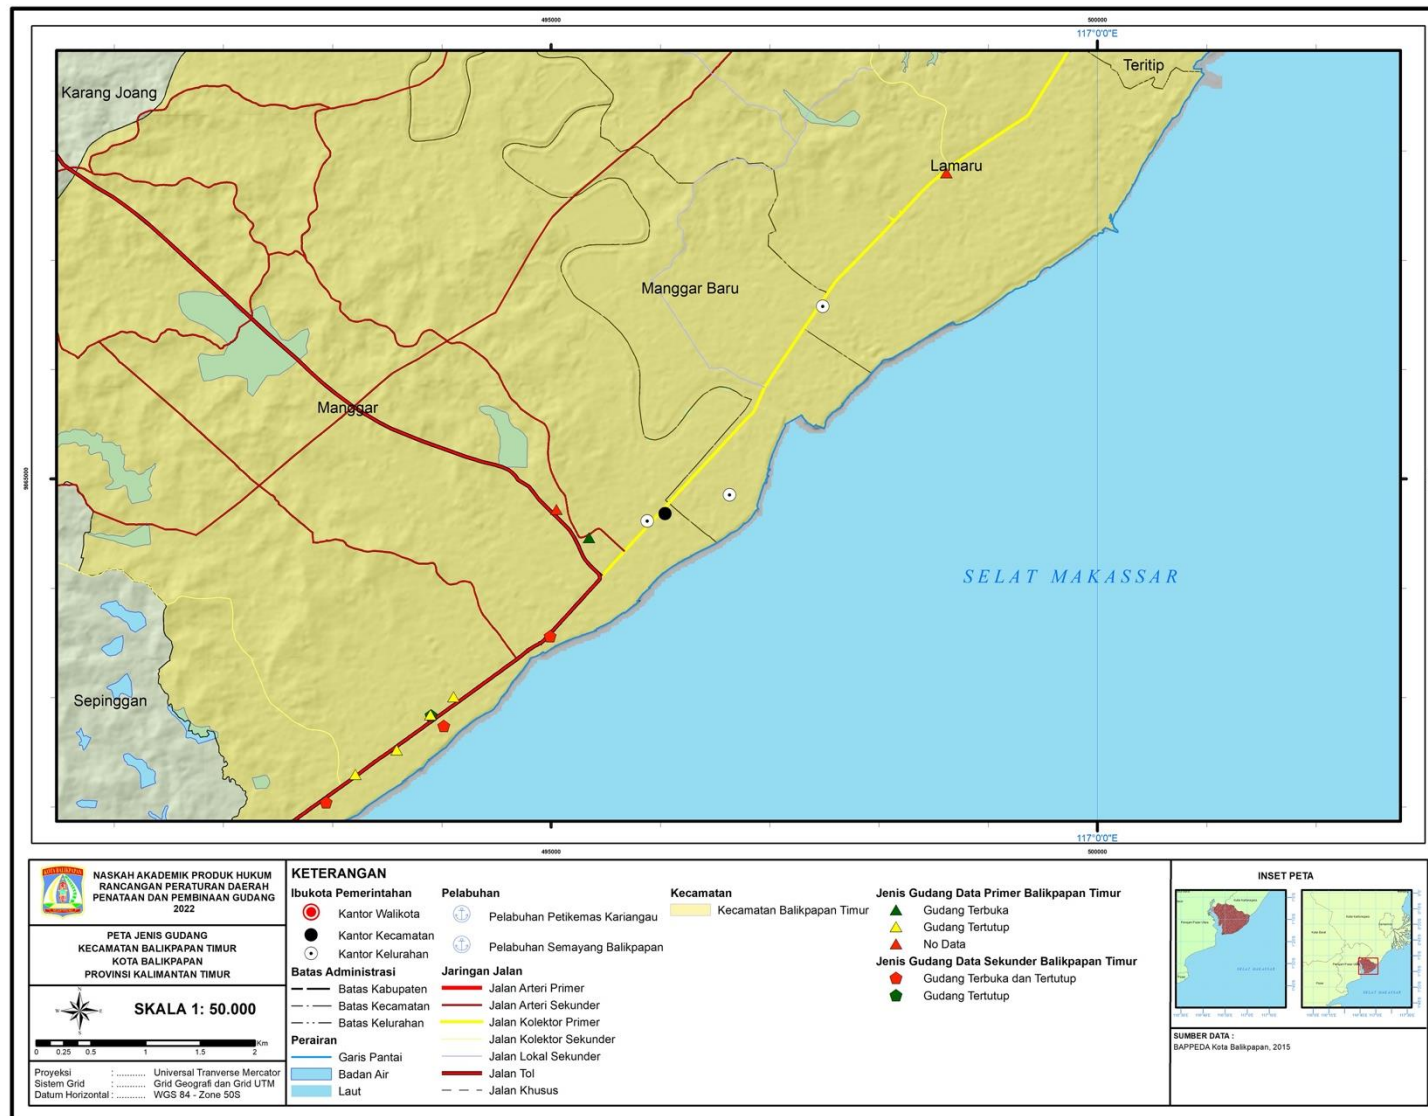 495000
500000
117°0'0"E
Karang Joang
Teritip
Lamaru
Manggar Baru
Manggar
9865000
SELAT MAKASSAR
Sepinggan
495000
500000
117°0'0"E
KOTA BALIKPAPAN
NASKAH AKADEMIK PRODUK HUKUM
RANCANGAN PERATURAN DAERAH
PENATAAN DAN PEMBINAAN GUDANG
2022
PETA JENIS GUDANG
KECAMATAN BALIKPAPAN TIMUR
KOTA BALIKPAPAN
PROVINSI KALIMANTAN TIMUR
SKALA 1: 50.000
0 0.25 0.5 1 1.5 2 Km
Proyeksi : .......... Universal Tranverse Mercator
Sistem Grid : .......... Grid Geografi dan Grid UTM
Datum Horizontal : .......... WGS 84 - Zone 50S
KETERANGAN
Ibukota Pemerintahan
Kantor Walikota
Kantor Kecamatan
Kantor Kelurahan
Batas Administrasi
Batas Kabupaten
Batas Kecamatan
Batas Kelurahan
Perairan
Garis Pantai
Badan Air
Laut
Pelabuhan
Pelabuhan Petikemas Kariangau
Pelabuhan Semayang Balikpapan
Jaringan Jalan
Jalan Arteri Primer
Jalan Arteri Sekunder
Jalan Kolektor Primer
Jalan Kolektor Sekunder
Jalan Lokal Sekunder
Jalan Tol
Jalan Khusus
Kecamatan
Kecamatan Balikpapan Timur
Jenis Gudang Data Primer Balikpapan Timur
Gudang Terbuka
Gudang Tertutup
No Data
Jenis Gudang Data Sekunder Balikpapan Timur
Gudang Terbuka dan Tertutup
Gudang Tertutup
INSET PETA
SELAT MAKASSAR
SELAT MAKASSAR
SUMBER DATA :
BAPPEDA Kota Balikpapan, 2015